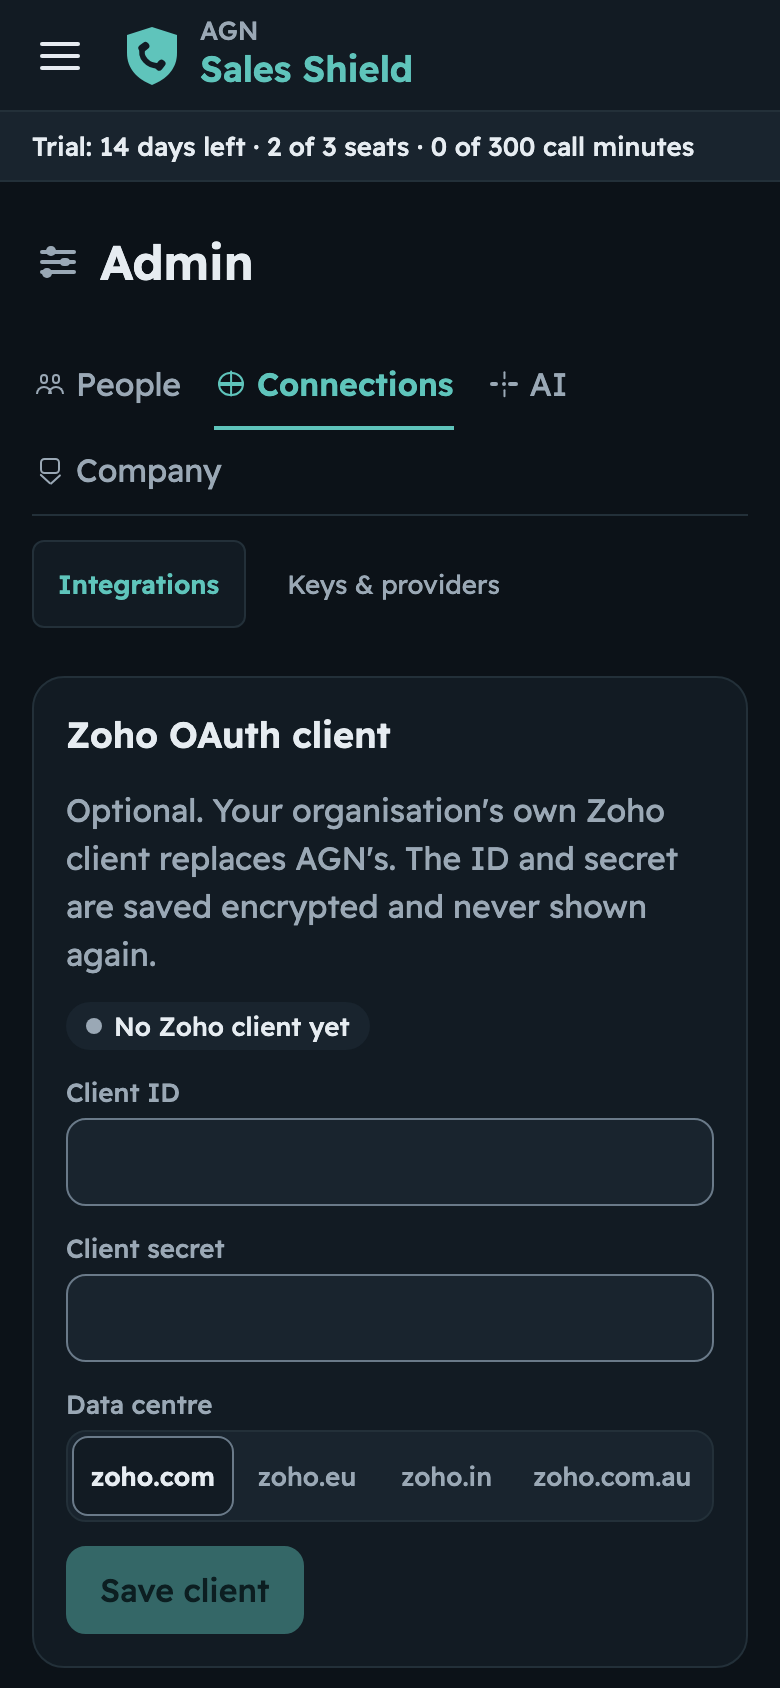 AGN
Sales Shield
Trial: 14 days left · 2 of 3 seats · 0 of 300 call minutes
Admin
People Connections AI
Company
Integrations Keys & providers
Zoho OAuth client
Optional. Your organisation's own Zoho
client replaces AGN's. The ID and secret
are saved encrypted and never shown
again.
No Zoho client yet
Client ID
Client secret
Data centre
zoho.com zoho.eu zoho.in zoho.com.au
Save client